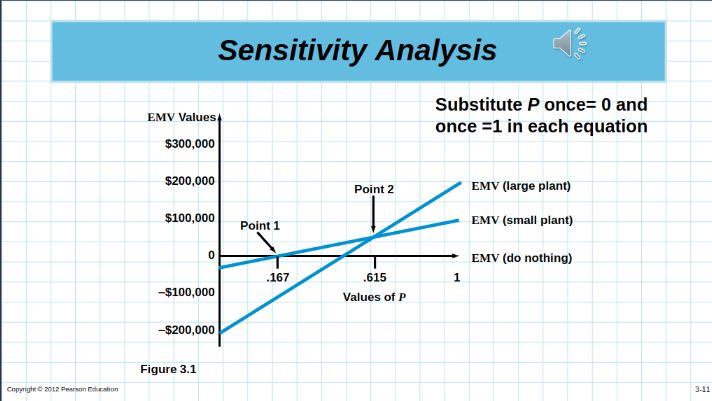 Sensitivity Analysis
Substitute P once= 0 and
once =1 in each equation
EMV Values
$300,000
$200,000
$100,000
0
–$100,000
–$200,000
Point 1
Point 2
EMV (large plant)
EMV (small plant)
EMV (do nothing)
.167
.615
1
Values of P
Figure 3.1
Copyright © 2012 Pearson Education
3-11